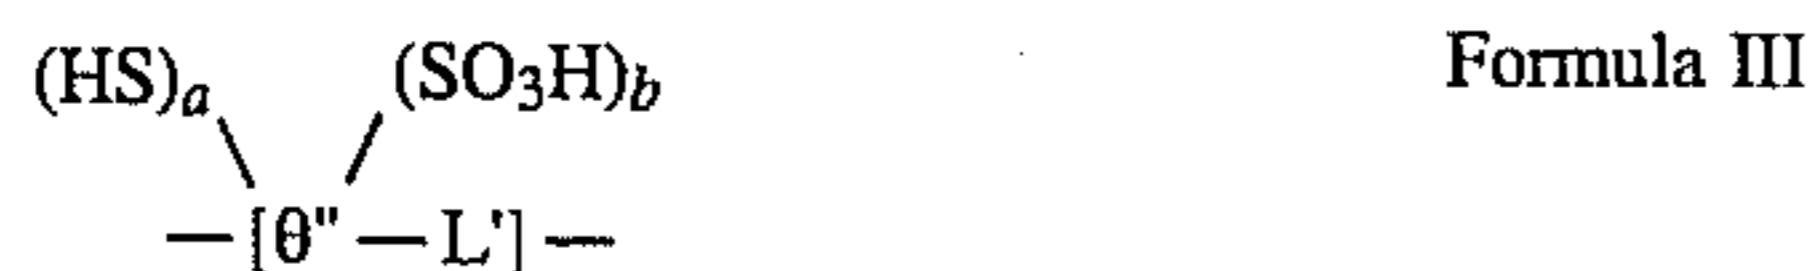 (HS)a (SO3H)b Formula III
—[θ" — L']—